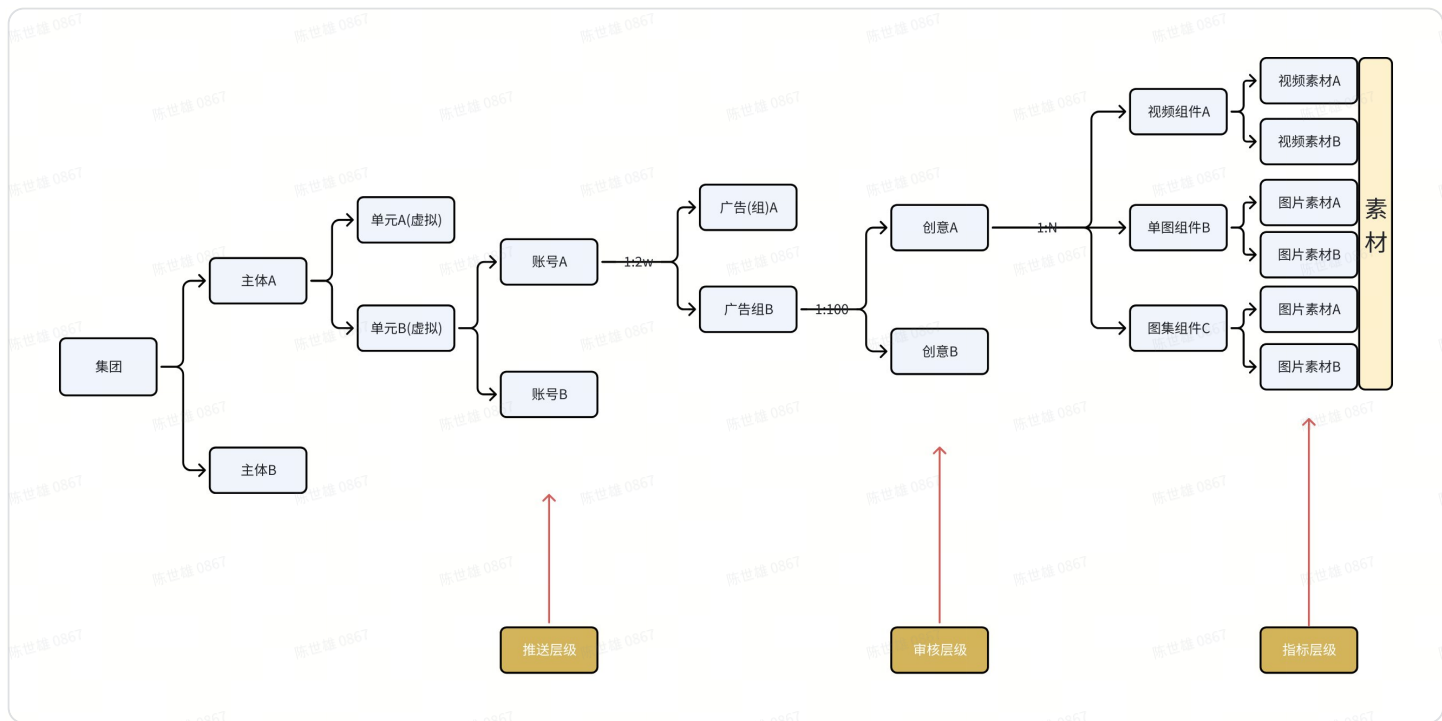 集团
主体A
主体B
单元A(虚拟)
单元B(虚拟)
账号A
账号B
1:2w
广告(组)A
广告组B
1:100
创意A
创意B
1:N
视频组件A
单图组件B
图集组件C
视频素材A
视频素材B
图片素材A
图片素材B
图片素材A
图片素材B
素
材
推送层级
审核层级
指标层级
陈世雄 0867